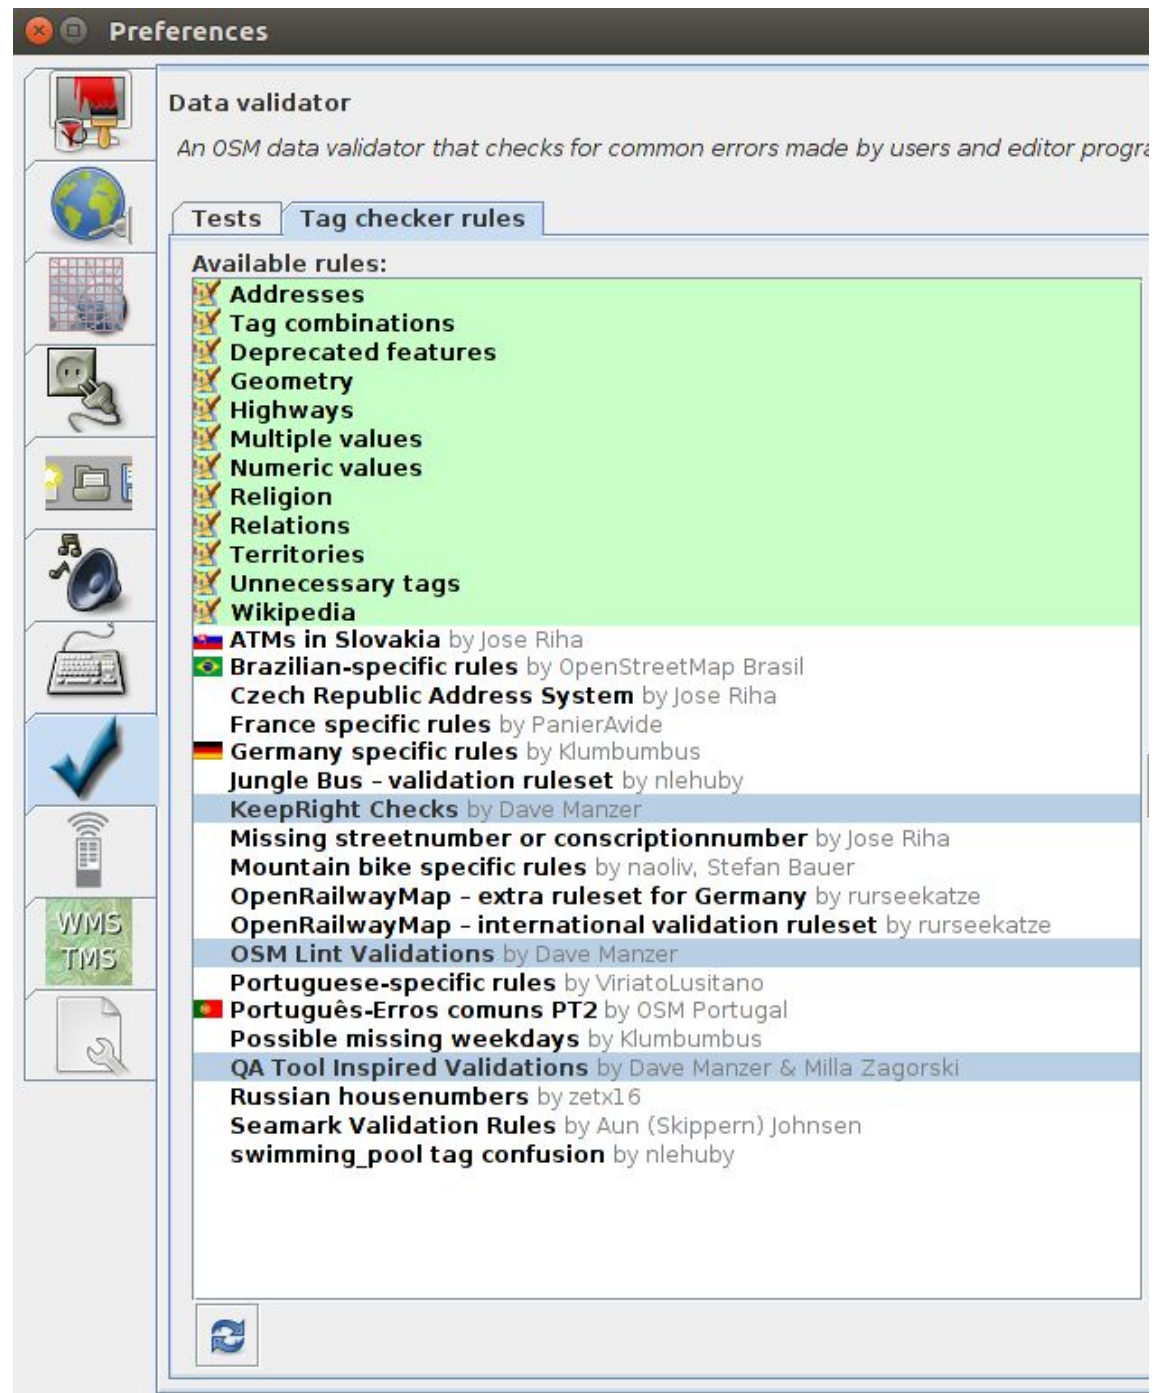 Preferences
Data validator
An OSM data validator that checks for common errors made by users and editor progra
Tests Tag checker rules
Available rules:
Addresses
Tag combinations
Deprecated features
Geometry
Highways
Multiple values
Numeric values
Religion
Relations
Territories
Unnecessary tags
Wikipedia
ATMs in Slovakia by Jose Riha
Brazilian-specific rules by OpenStreetMap Brasil
Czech Republic Address System by Jose Riha
France specific rules by PanierAvide
Germany specific rules by Klumbumbus
Jungle Bus – validation ruleset by nlehuby
KeepRight Checks by Dave Manzer
Missing streetnumber or conscriptionnumber by Jose Riha
Mountain bike specific rules by naoliv, Stefan Bauer
OpenRailwayMap – extra ruleset for Germany by rurseekatze
OpenRailwayMap – international validation ruleset by rurseekatze
WMS
TMS
OSM Lint Validations by Dave Manzer
Portuguese-specific rules by ViriatoLusitano
Português-Erros comuns PT2 by OSM Portugal
Possible missing weekdays by Klumbumbus
QA Tool Inspired Validations by Dave Manzer & Milla Zagorski
Russian housenumbers by zetx16
Seamark Validation Rules by Aun (Skippern) Johnsen
swimming_pool tag confusion by nlehuby